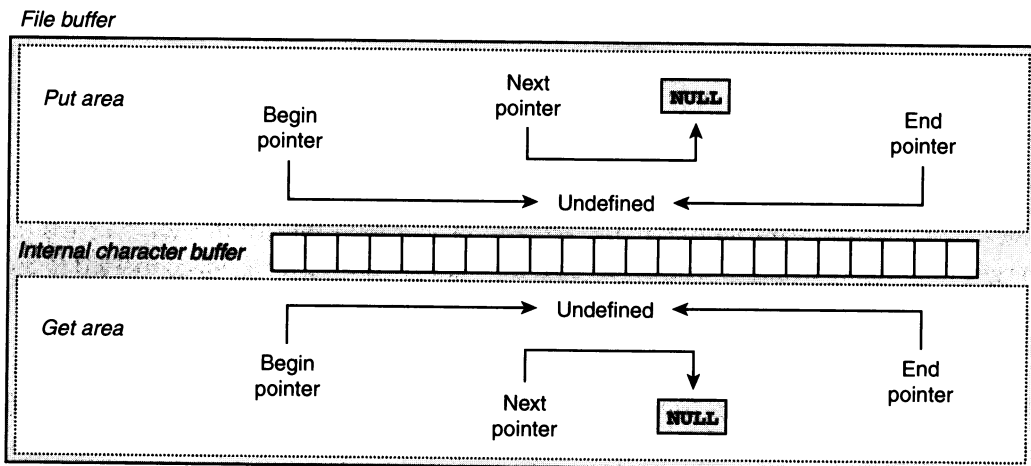 File buffer
Put area
Begin
pointer
Next
pointer
NULL
End
pointer
Undefined
Internal character buffer
Get area
Undefined
Begin
pointer
Next
pointer
NULL
End
pointer